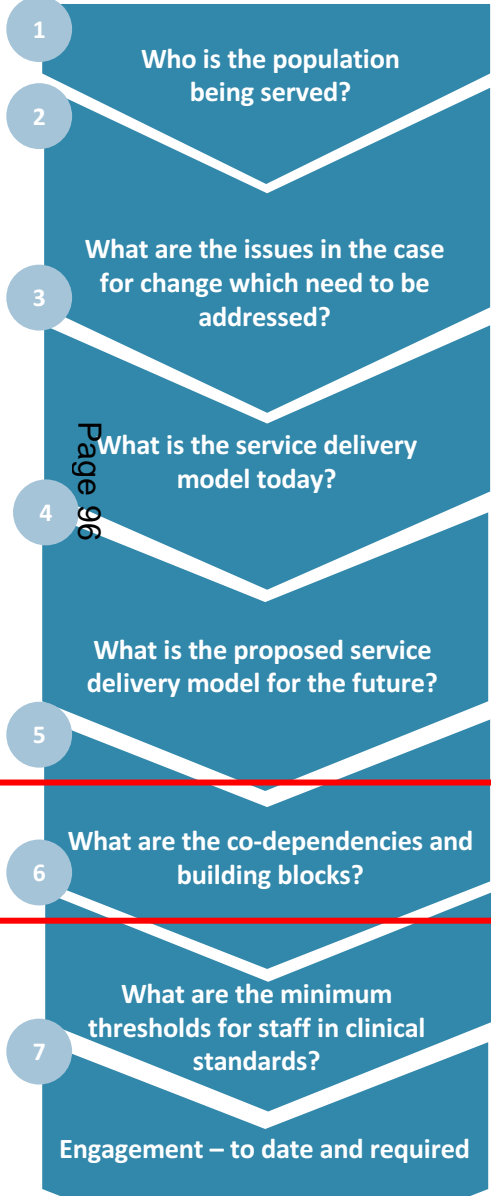 1
Who is the population
being served?
2
What are the issues in the case
for change which need to be
addressed?
3
What is the service delivery
model today?
Page 96
4
What is the proposed service
delivery model for the future?
5
What are the co-dependencies and
building blocks?
6
What are the minimum
thresholds for staff in clinical
standards?
7
Engagement – to date and required